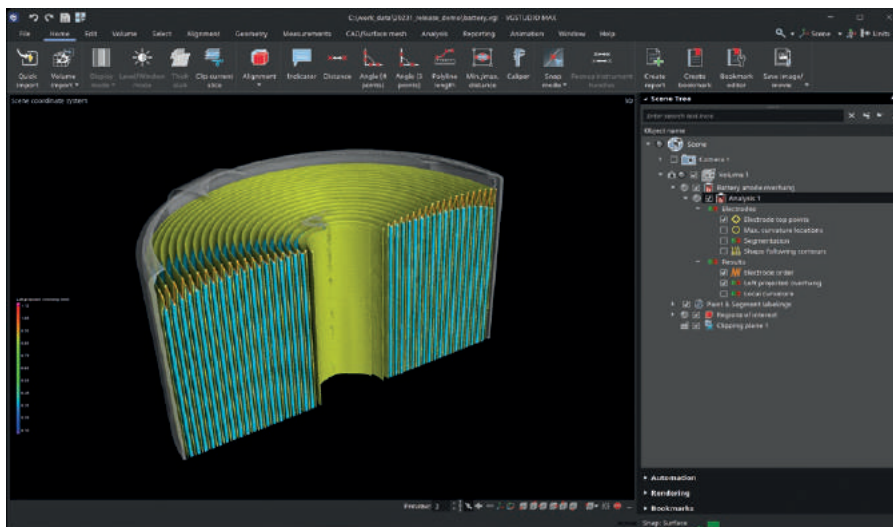 C:\work_data\20231_release_demo\battery.vgl - VGSTUDIO MAX
File Home Edit Volume Select Alignment Geometry Measurements CAD/Surface mesh Analysis Reporting Animation Window Help Scene Units
Quick import
Volume import
Display mode
Level/Window mode
Thick slab
Clip current slice
Alignment
Indicator
Distance
Angle (4 points)
Angle (3 points)
Polyline length
Min./max. distance
Caliper
Snap mode
Create report
Create bookmark
Bookmark editor
Save image/movie
Scene coordinate system
3D
Scene Tree
Enter search text here
Object name
Scene
Camera 1
Volume 1
Battery anode overhang
Analysis 1
Electrodes
Electrode top points
Max. curvature locations
Segmentation
Shape-following contours
Results
Electrode order
Left projected overhang
Local curvature
Point & Segment labelings
Regions of interest
Clipping plane 1
Automation
Rendering
Bookmarks
Snap: Surface